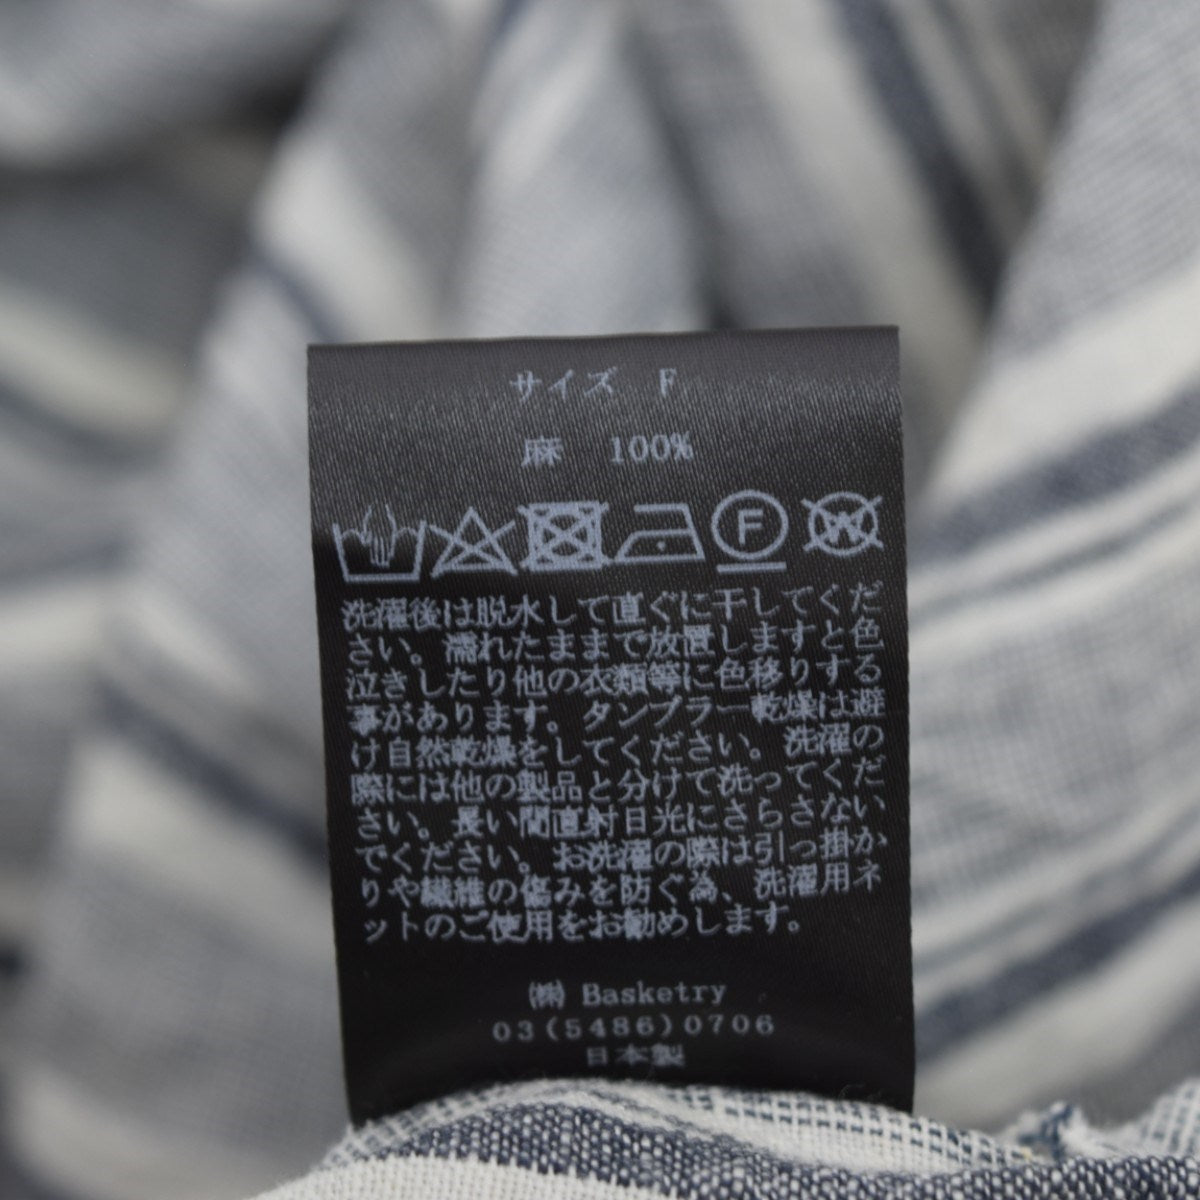 サイズ F
麻 100%
F
W
洗濯後は脱水して直ぐに干してくだ
さい。濡れたままで放置しますと色
泣きしたり他の衣類等に色移りする
事があります。タンブラー乾燥は避
け自然乾燥をしてください。洗濯の
際には他の製品と分けて洗ってくだ
さい。長い間直射日光にさらさない
でください。お洗濯の際は引っ掛か
りや繊維の傷みを防ぐ為、洗濯用ネ
ットのご使用をお勧めします。
㈱ Basketry
03(5486)0706
日本製